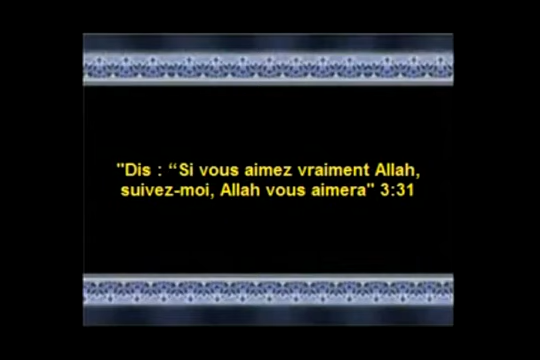 "Dis : “Si vous aimez vraiment Allah,
suivez-moi, Allah vous aimera" 3:31